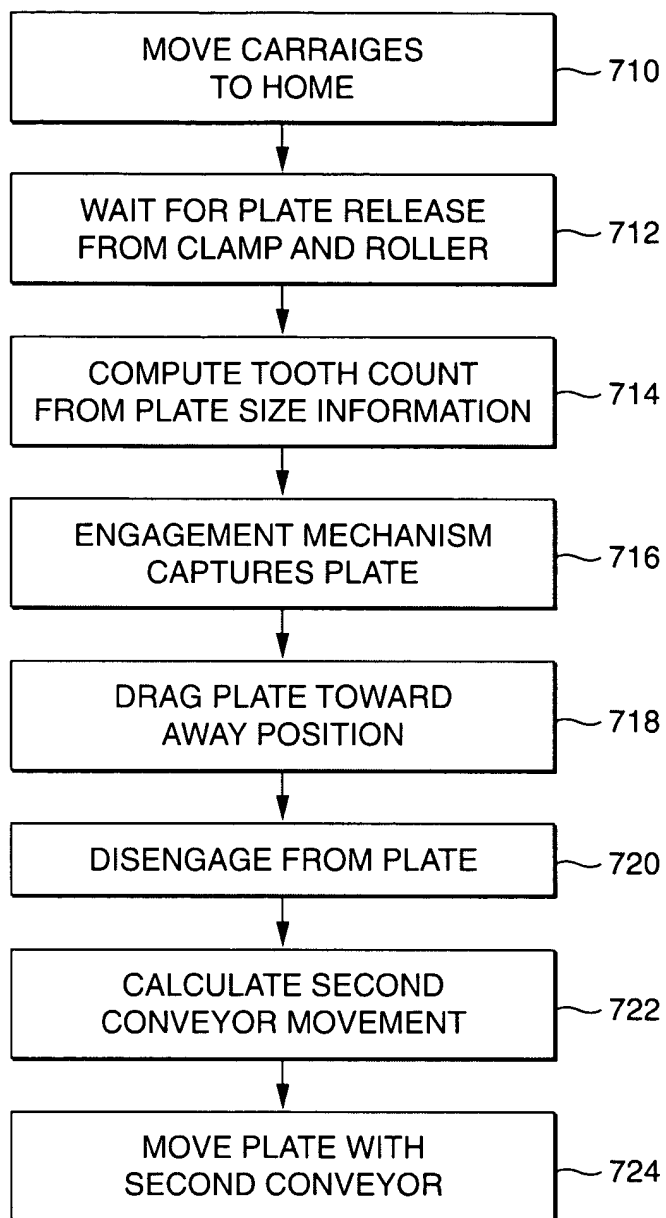 MOVE CARRAIGES
TO HOME
710
WAIT FOR PLATE RELEASE
FROM CLAMP AND ROLLER
712
COMPUTE TOOTH COUNT
FROM PLATE SIZE INFORMATION
714
ENGAGEMENT MECHANISM
CAPTURES PLATE
716
DRAG PLATE TOWARD
AWAY POSITION
718
DISENGAGE FROM PLATE
720
CALCULATE SECOND
CONVEYOR MOVEMENT
722
MOVE PLATE WITH
SECOND CONVEYOR
724